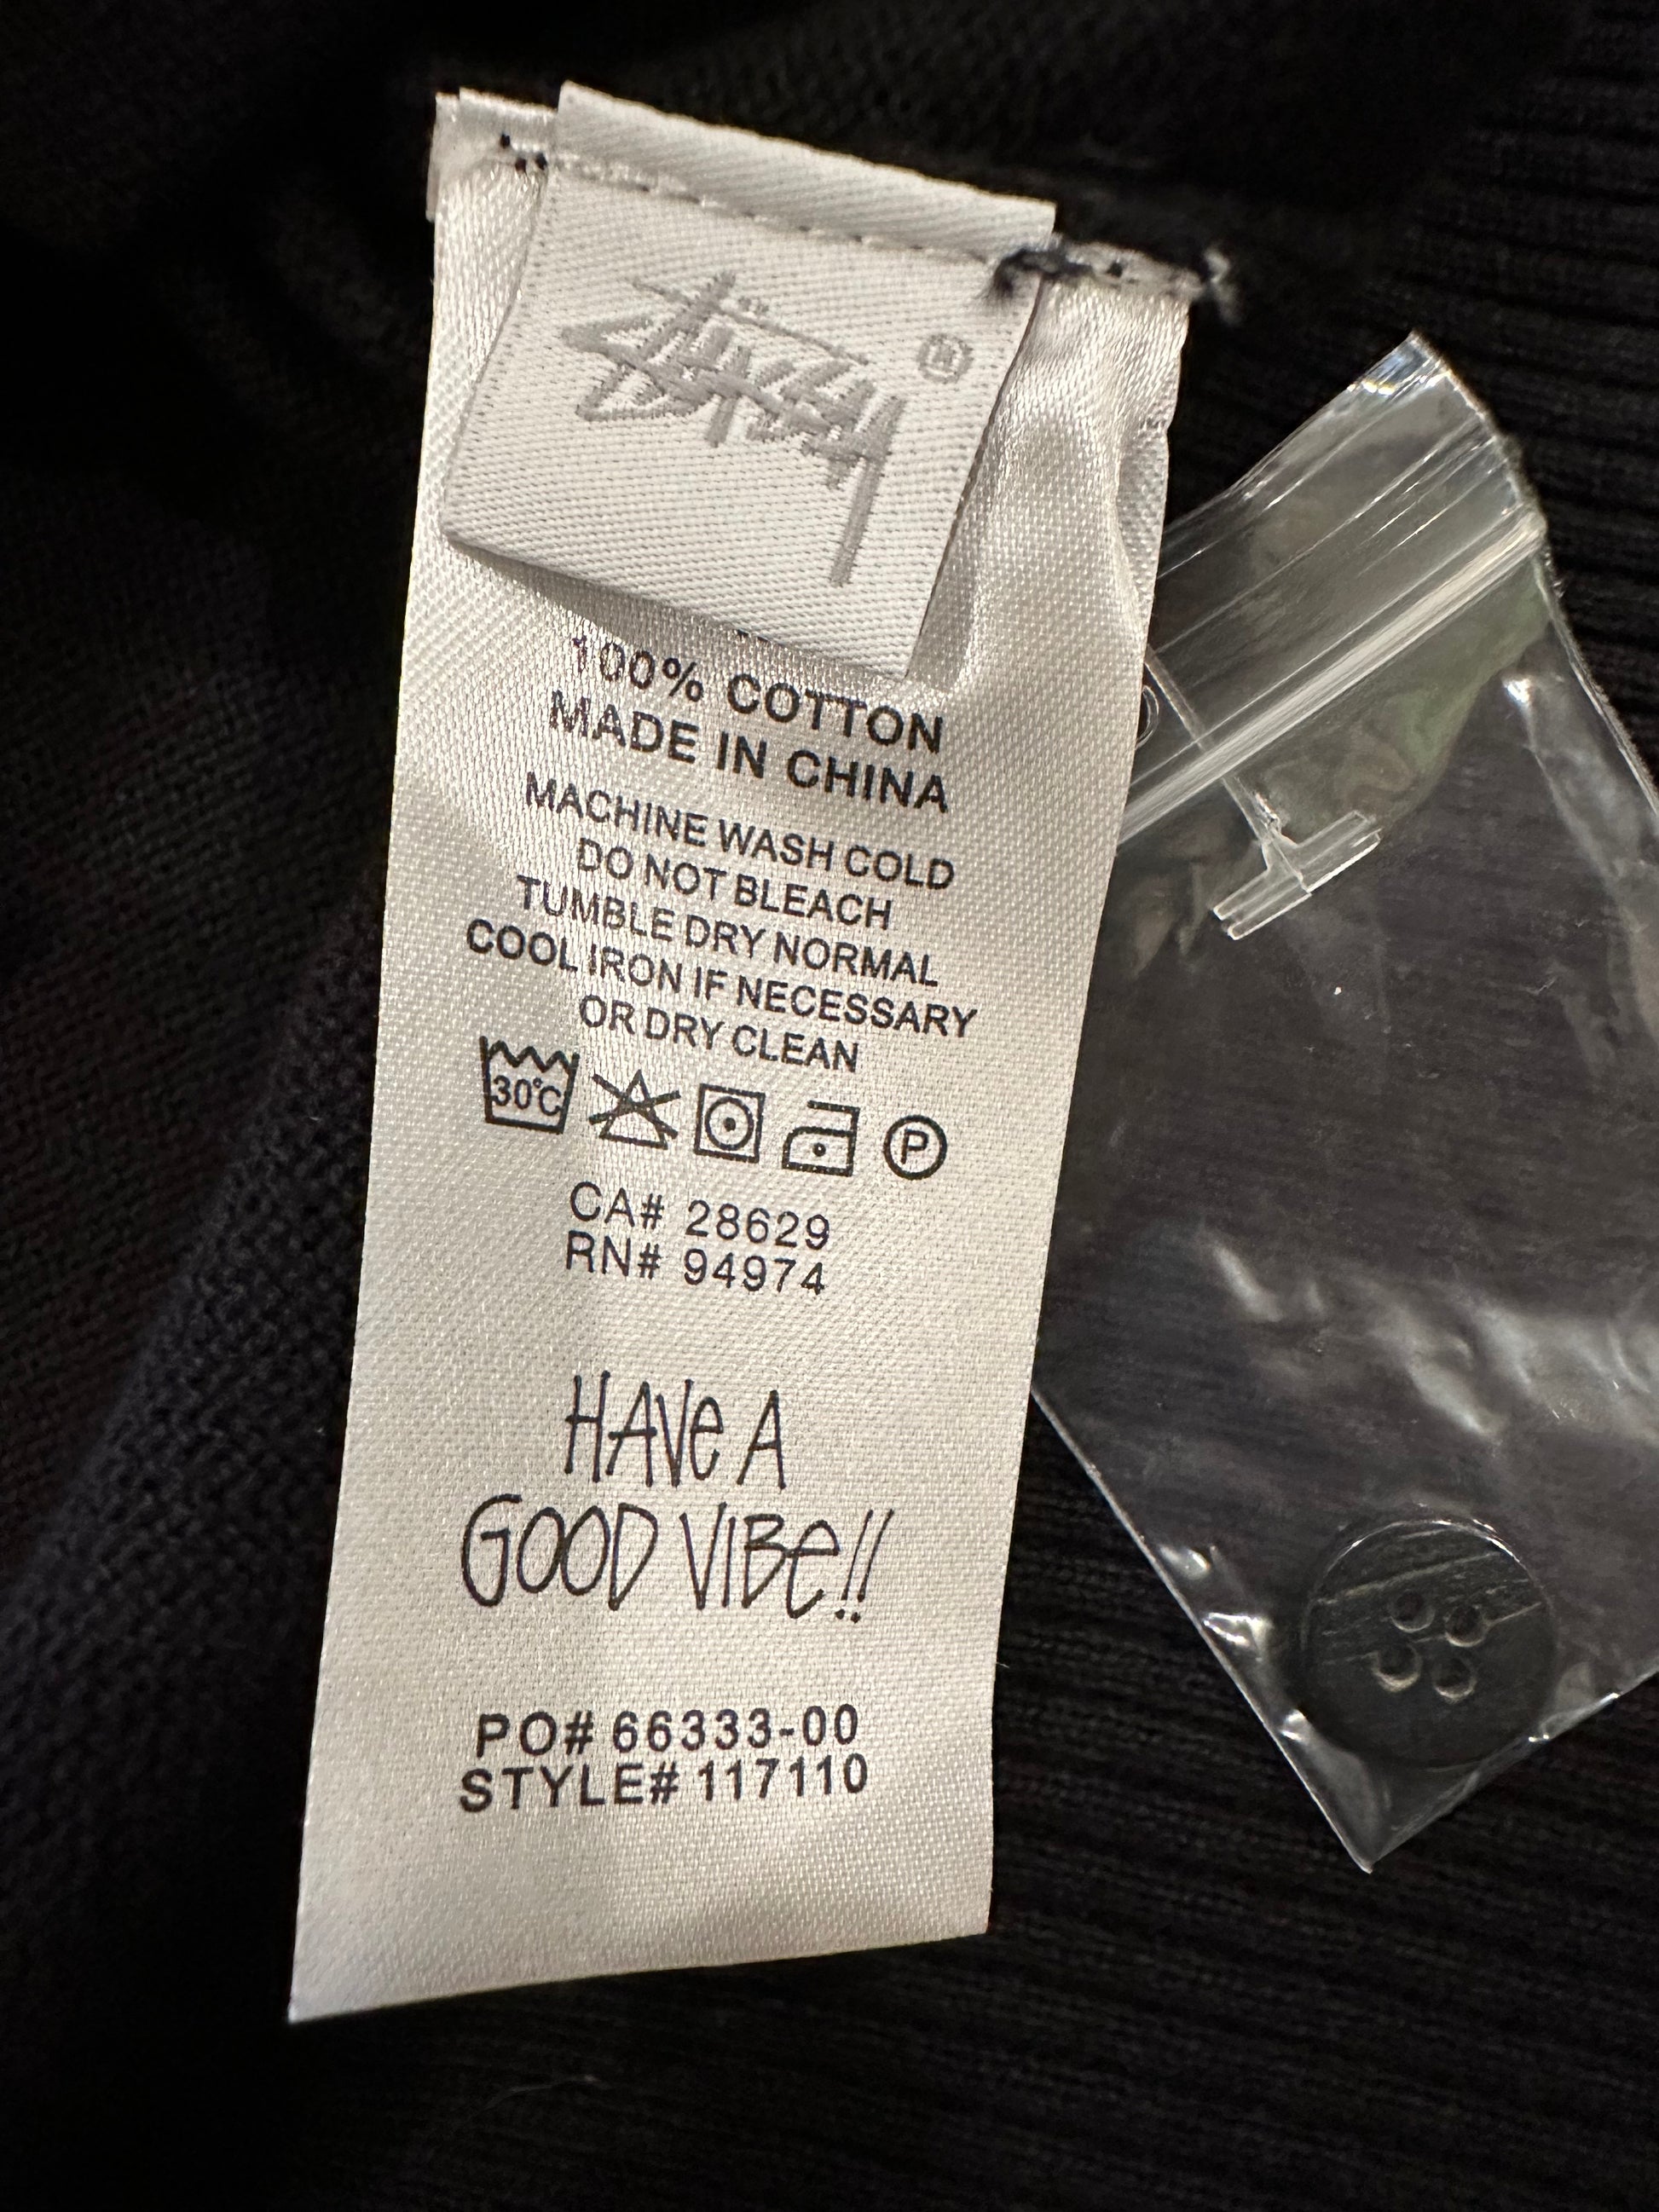 Stüssy ®
100% COTTON
MADE IN CHINA
MACHINE WASH COLD
DO NOT BLEACH
TUMBLE DRY NORMAL
COOL IRON IF NECESSARY
OR DRY CLEAN
30°C P
CA# 28629
RN# 94974
HAVe A
GOOD VIBe!!
PO# 66333-00
STYLE# 117110